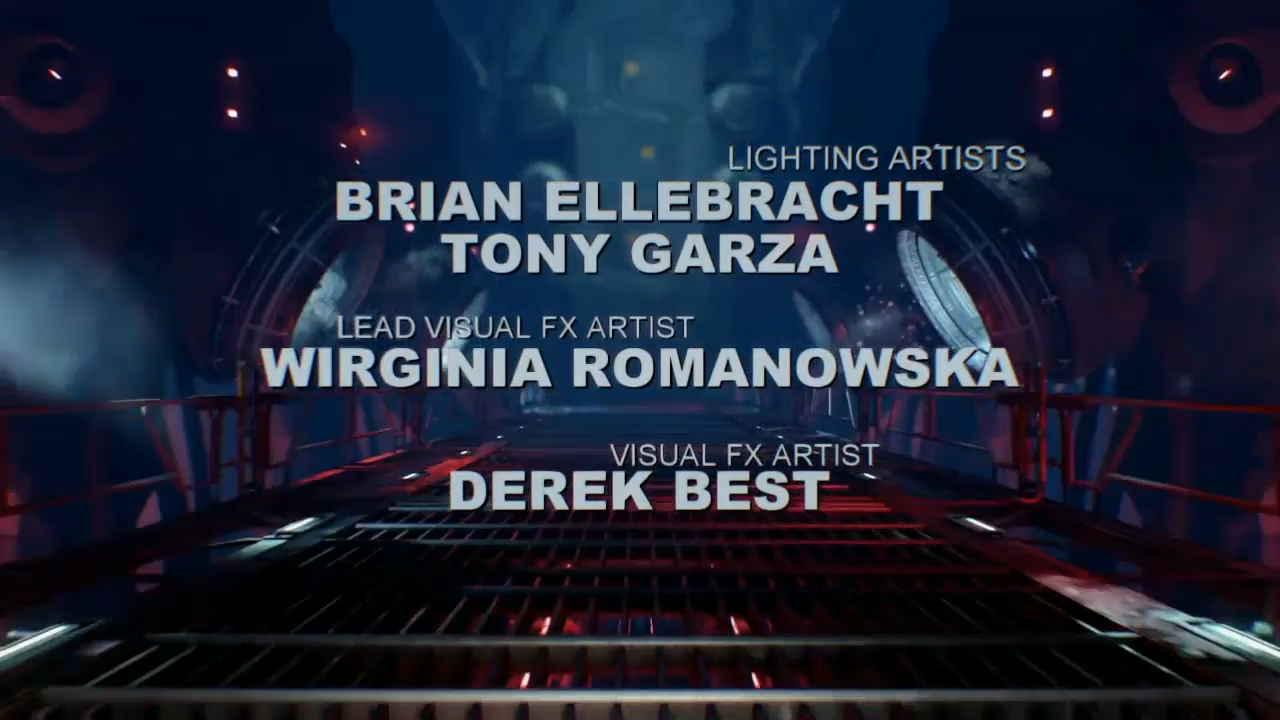 LIGHTING ARTISTS
BRIAN ELLEBRACHT
TONY GARZA
LEAD VISUAL FX ARTIST
WIRGINIA ROMANOWSKA
VISUAL FX ARTIST
DEREK BEST